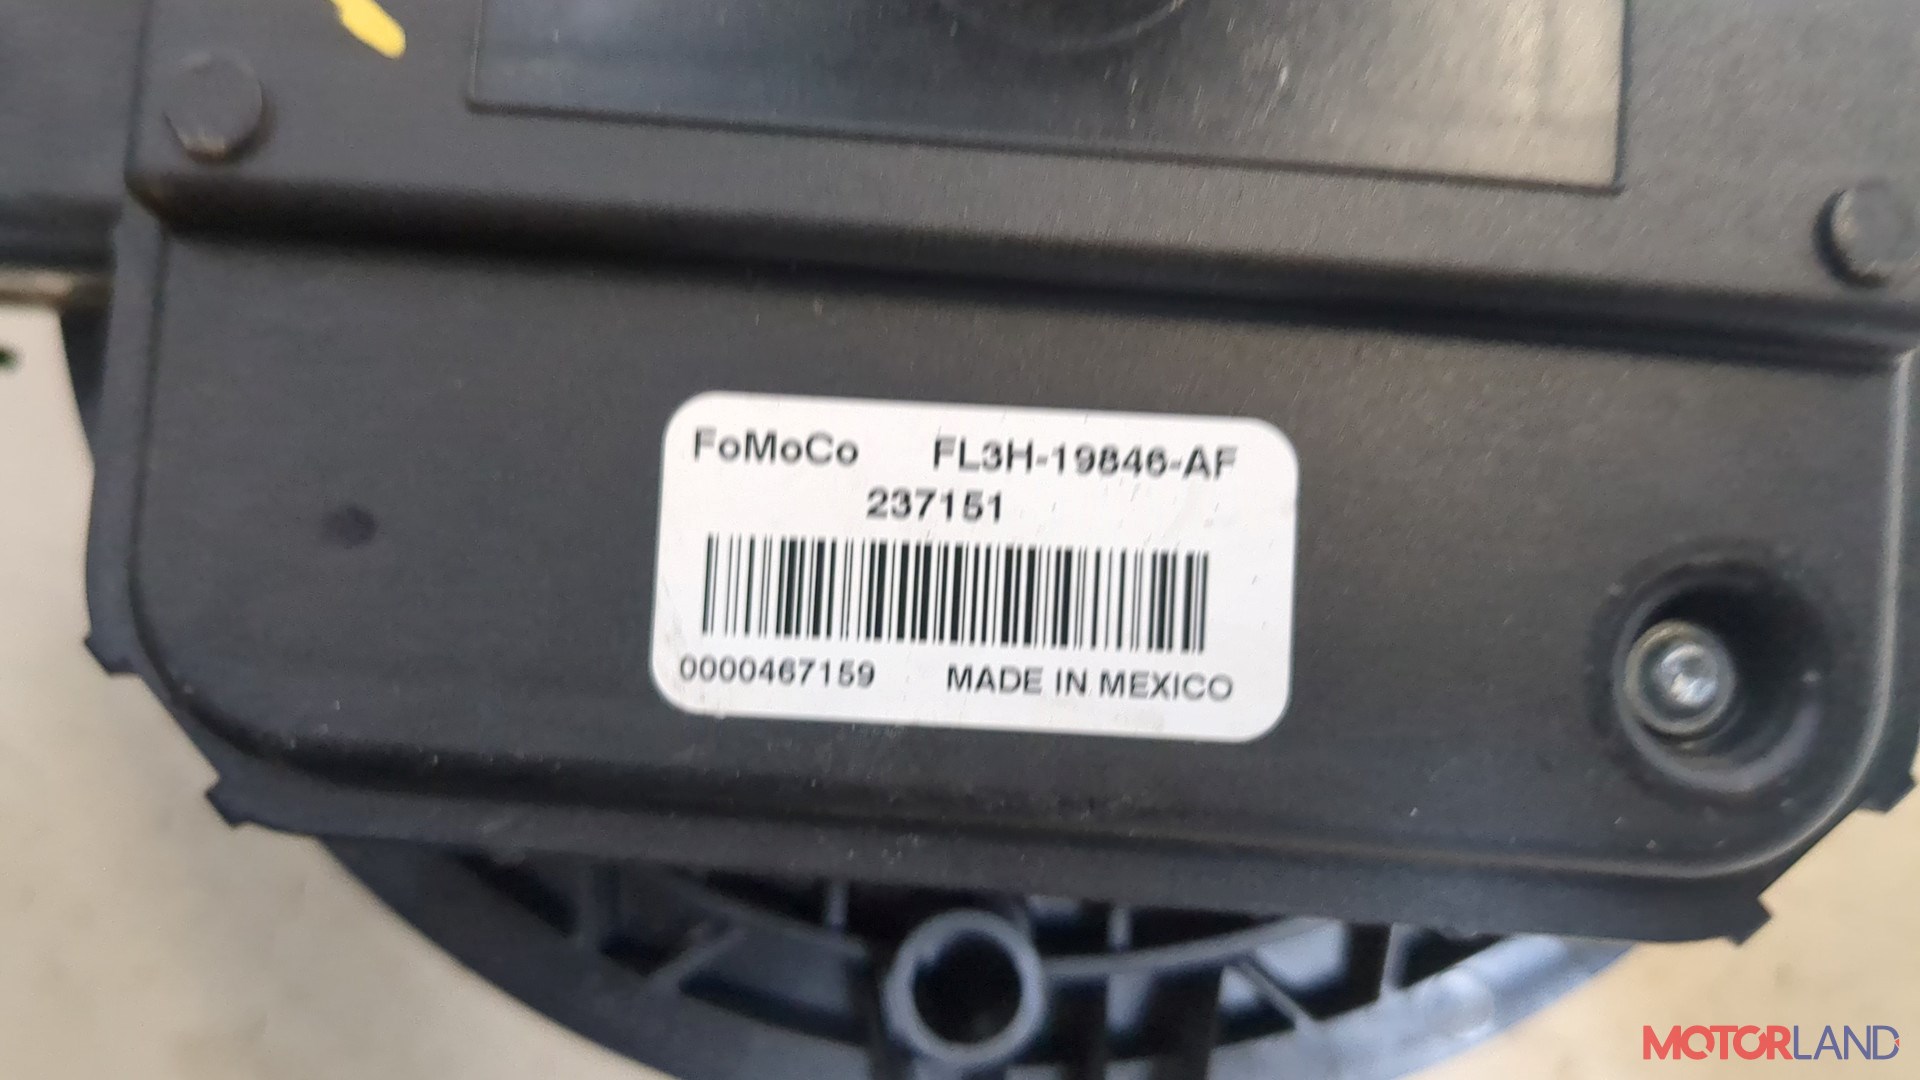 FoMoCo FL3H-19846-AF
237151
0000467159 MADE IN MEXICO
MOTORLAND